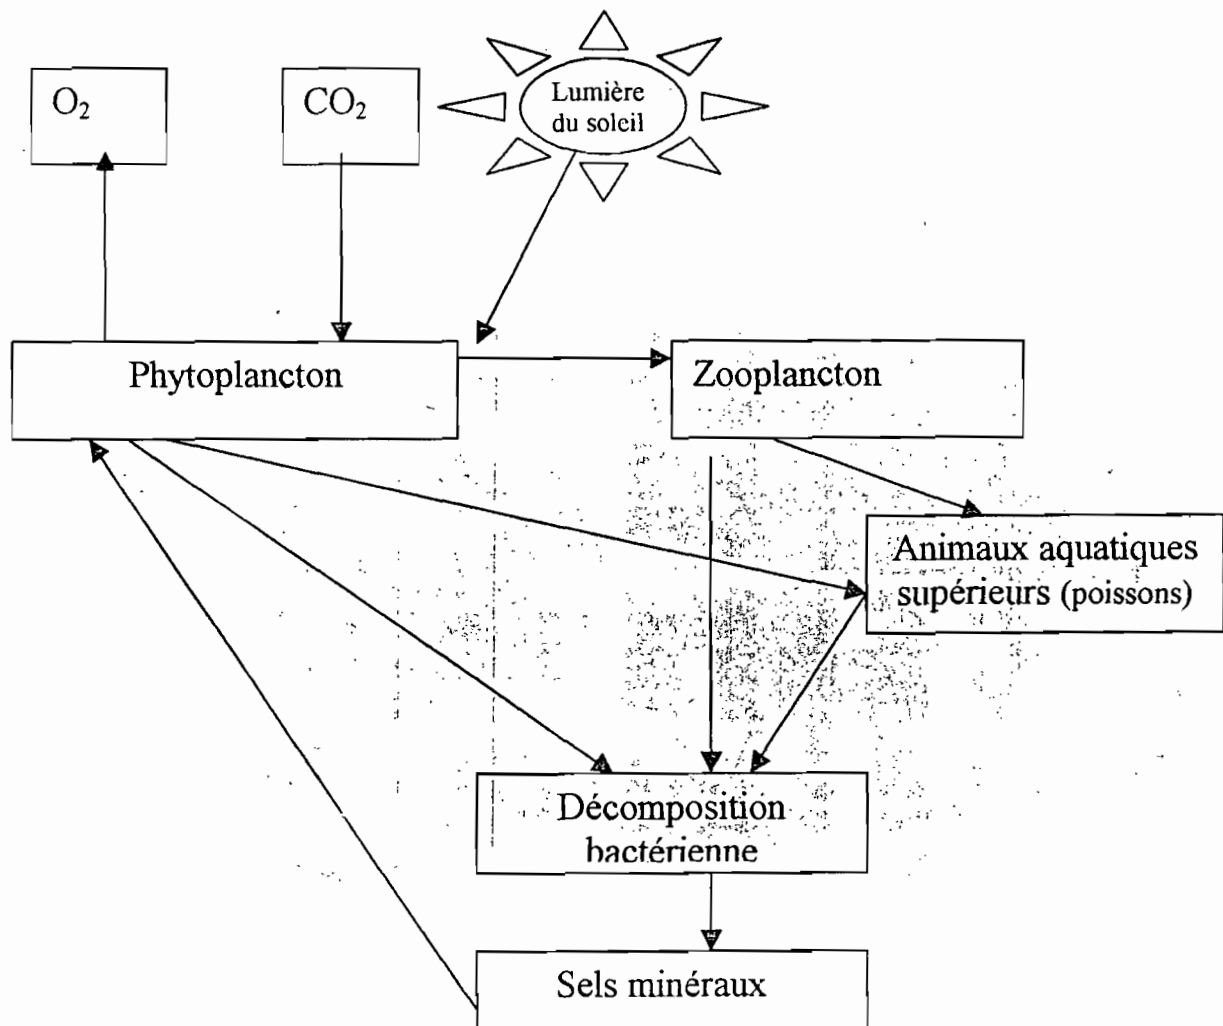 O₂
CO₂
Lumière
du soleil
Phytoplancton
Zooplancton
Animaux aquatiques
supérieurs (poissons)
Décomposition
bactérienne
Sels minéraux